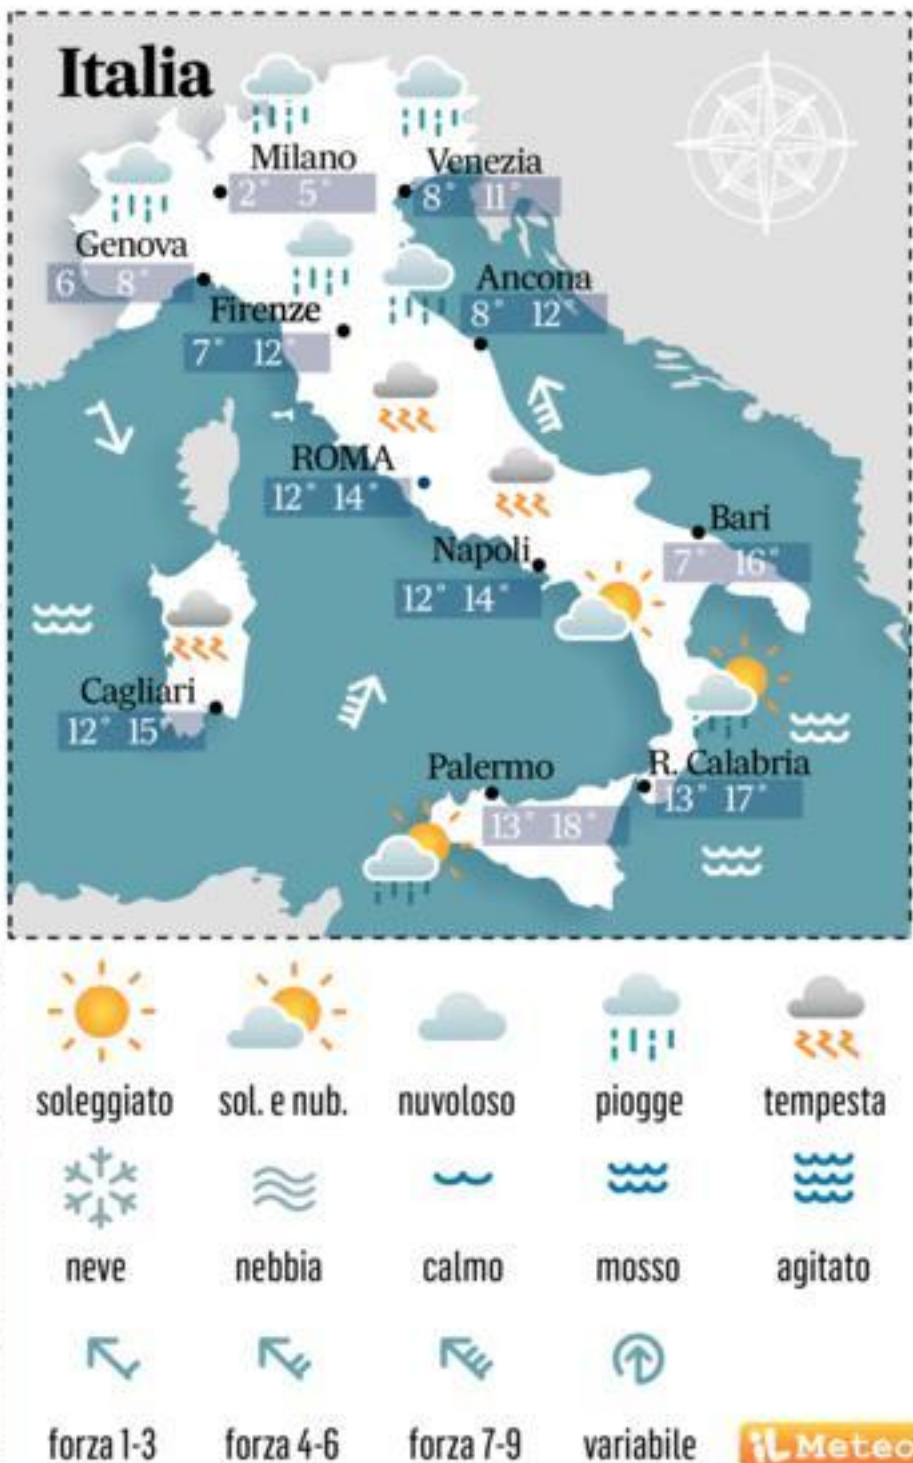 Italia
Milano
2° 5°
Venezia
8° 11°
Genova
6° 8°
Ancona
8° 12°
Firenze
7° 12°
ROMA
12° 14°
Bari
7° 16°
Napoli
12° 14°
Cagliari
12° 15°
Palermo
13° 18°
R. Calabria
13° 17°
soleggiato sol. e nub. nuvoloso piogge tempesta
neve nebbia calmo mosso agitato
forza 1-3 forza 4-6 forza 7-9 variabile
iL Meteo